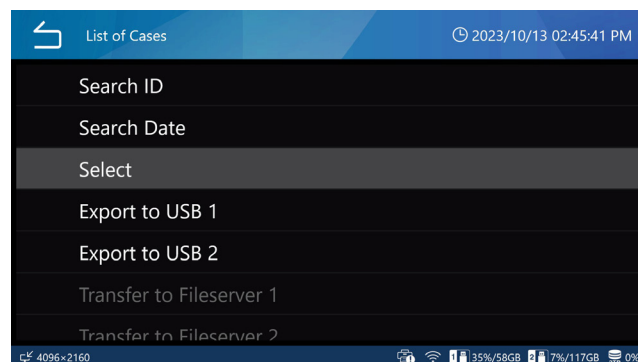 List of Cases
2023/10/13 02:45:41 PM
Search ID
Search Date
Select
Export to USB 1
Export to USB 2
Transfer to Fileserver 1
Transfer to Fileserver 2
4096×2160 1 35%/58GB 2 7%/117GB 0%